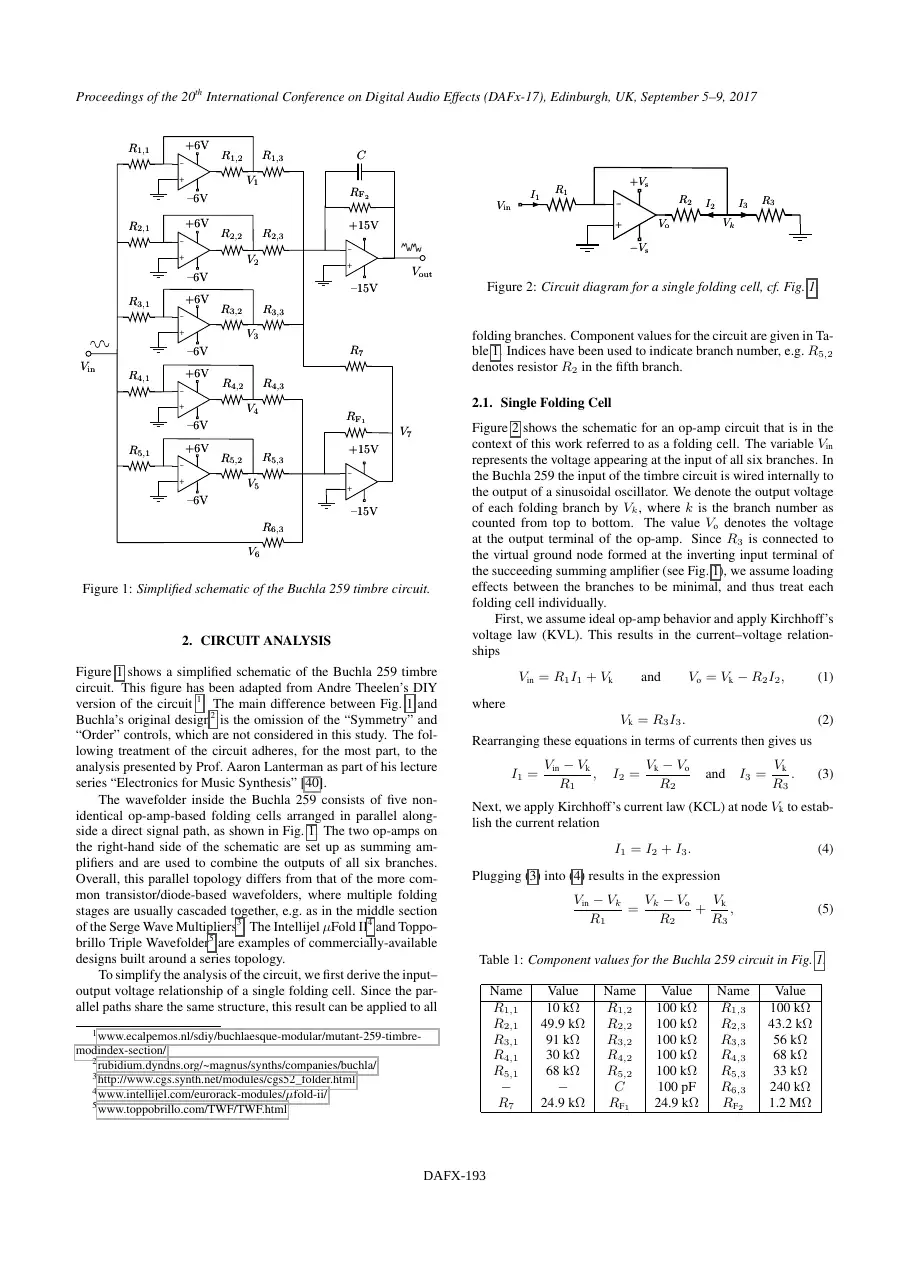 Proceedings of the 20th International Conference on Digital Audio Effects (DAFx-17), Edinburgh, UK, September 5–9, 2017
R1,1
+6V
R1,2
R1,3
−
+
V1
–6V
R2,1
+6V
R2,2
R2,3
−
+
V2
–6V
R3,1
+6V
R3,2
R3,3
−
+
V3
–6V
Vin
R4,1
+6V
R4,2
R4,3
−
+
V4
–6V
R5,1
+6V
R5,2
R5,3
−
+
V5
–6V
R6,3
V6
C
RF2
+15V
−
+
–15V
Vout
R7
RF1
+15V
V7
−
+
–15V
Figure 1: Simplified schematic of the Buchla 259 timbre circuit.
2. CIRCUIT ANALYSIS
Figure 1 shows a simplified schematic of the Buchla 259 timbre
circuit. This figure has been adapted from Andre Theelen's DIY
version of the circuit 1. The main difference between Fig. 1 and
Buchla's original design2 is the omission of the "Symmetry" and
"Order" controls, which are not considered in this study. The fol-
lowing treatment of the circuit adheres, for the most part, to the
analysis presented by Prof. Aaron Lanterman as part of his lecture
series "Electronics for Music Synthesis" [40].
The wavefolder inside the Buchla 259 consists of five non-
identical op-amp-based folding cells arranged in parallel along-
side a direct signal path, as shown in Fig. 1. The two op-amps on
the right-hand side of the schematic are set up as summing am-
plifiers and are used to combine the outputs of all six branches.
Overall, this parallel topology differs from that of the more com-
mon transistor/diode-based wavefolders, where multiple folding
stages are usually cascaded together, e.g. as in the middle section
of the Serge Wave Multipliers3. The Intellijel μFold II4 and Toppo-
brillo Triple Wavefolder5 are examples of commercially-available
designs built around a series topology.
To simplify the analysis of the circuit, we first derive the input–
output voltage relationship of a single folding cell. Since the par-
allel paths share the same structure, this result can be applied to all
1www.ecalpemos.nl/sdiy/buchlaesque-modular/mutant-259-timbre-
modindex-section/
2rubidium.dyndns.org/~magnus/synths/companies/buchla/
3http://www.cgs.synth.net/modules/cgs52_folder.html
4www.intellijel.com/eurorack-modules/μfold-ii/
5www.toppobrillo.com/TWF/TWF.html
Vin
I1
R1
+Vs
−
+
−Vs
Vo
R2
I2
Vk
I3
R3
Figure 2: Circuit diagram for a single folding cell, cf. Fig. 1
folding branches. Component values for the circuit are given in Ta-
ble 1. Indices have been used to indicate branch number, e.g. R5,2
denotes resistor R2 in the fifth branch.
2.1. Single Folding Cell
Figure 2 shows the schematic for an op-amp circuit that is in the
context of this work referred to as a folding cell. The variable Vin
represents the voltage appearing at the input of all six branches. In
the Buchla 259 the input of the timbre circuit is wired internally to
the output of a sinusoidal oscillator. We denote the output voltage
of each folding branch by Vk, where k is the branch number as
counted from top to bottom. The value Vo denotes the voltage
at the output terminal of the op-amp. Since R3 is connected to
the virtual ground node formed at the inverting input terminal of
the succeeding summing amplifier (see Fig. 1), we assume loading
effects between the branches to be minimal, and thus treat each
folding cell individually.
First, we assume ideal op-amp behavior and apply Kirchhoff's
voltage law (KVL). This results in the current–voltage relation-
ships
Vin = R1I1 + Vk and Vo = Vk − R2I2, (1)
where
Vk = R3I3. (2)
Rearranging these equations in terms of currents then gives us
I1 = (Vin − Vk)/R1, I2 = (Vk − Vo)/R2 and I3 = Vk/R3. (3)
Next, we apply Kirchhoff's current law (KCL) at node Vk to estab-
lish the current relation
I1 = I2 + I3. (4)
Plugging (3) into (4) results in the expression
(Vin − Vk)/R1 = (Vk − Vo)/R2 + Vk/R3, (5)
Table 1: Component values for the Buchla 259 circuit in Fig. 1.
Name Value Name Value Name Value
R1,1 10 kΩ R1,2 100 kΩ R1,3 100 kΩ
R2,1 49.9 kΩ R2,2 100 kΩ R2,3 43.2 kΩ
R3,1 91 kΩ R3,2 100 kΩ R3,3 56 kΩ
R4,1 30 kΩ R4,2 100 kΩ R4,3 68 kΩ
R5,1 68 kΩ R5,2 100 kΩ R5,3 33 kΩ
− − C 100 pF R6,3 240 kΩ
R7 24.9 kΩ RF1 24.9 kΩ RF2 1.2 MΩ
DAFX-193